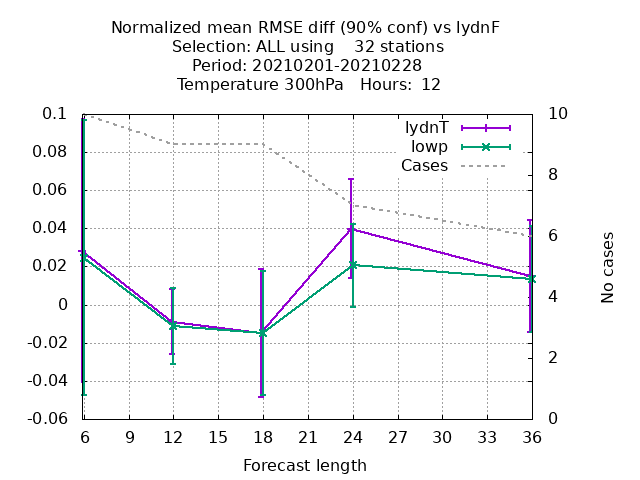 Normalized mean RMSE diff (90% conf) vs lydnF
Selection: ALL using    32 stations
Period: 20210201-20210228
Temperature 300hPa   Hours:  12
0.1
0.08
0.06
0.04
0.02
0
-0.02
-0.04
-0.06
10
8
6
4
2
0
lydnT
lowp
Cases
No cases
6 9 12 15 18 21 24 27 30 33 36
Forecast length